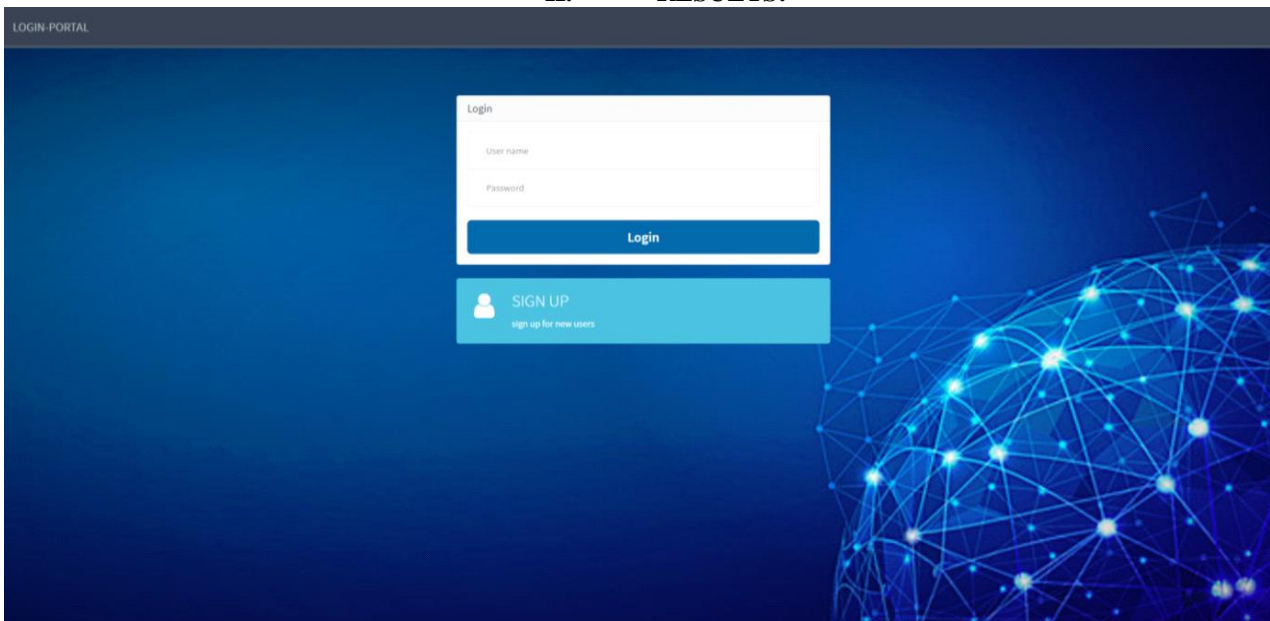 LOGIN-PORTAL
Login
User name
Password
Login
SIGN UP
sign up for new users